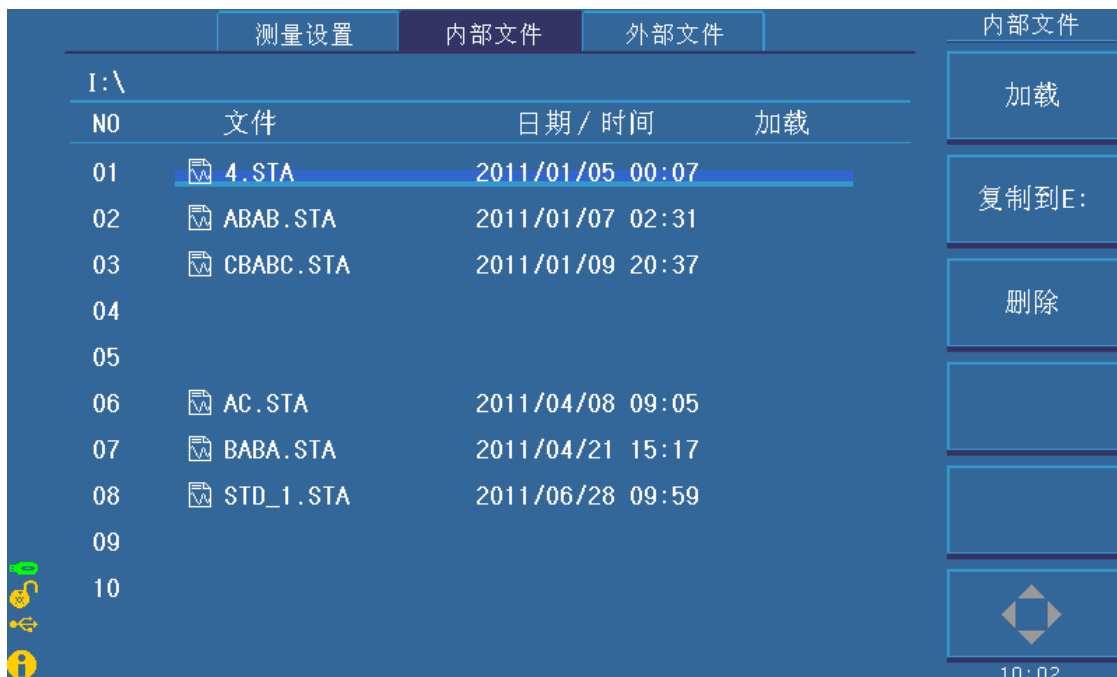 测量设置 内部文件 外部文件
内部文件
I:\
NO 文件 日期/时间 加载
01 4.STA 2011/01/05 00:07
02 ABAB.STA 2011/01/07 02:31
03 CBABC.STA 2011/01/09 20:37
04
05
06 AC.STA 2011/04/08 09:05
07 BABA.STA 2011/04/21 15:17
08 STD_1.STA 2011/06/28 09:59
09
10
加载
复制到E:
删除
10:02